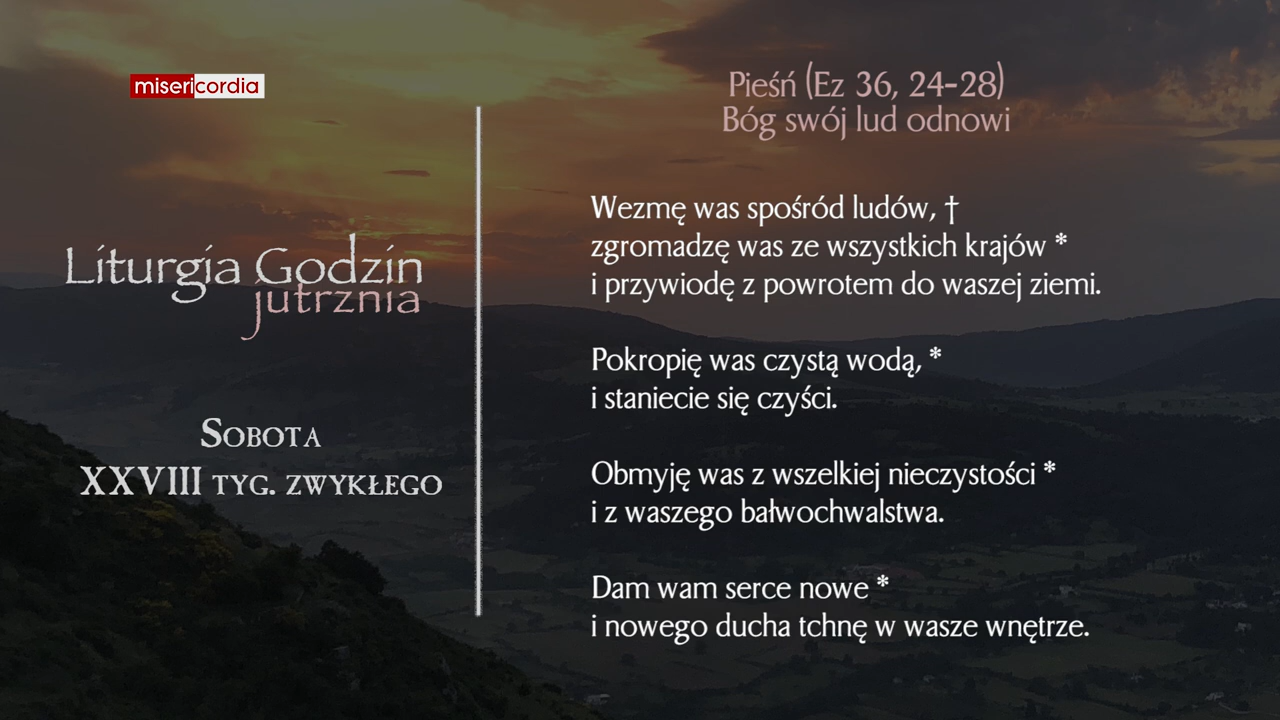 misericordia
Liturgia Godzin
jutrznia
Sobota
XXVIII tyg. zwykłego
Pieśń (Ez 36, 24-28)
Bóg swój lud odnowi
Wezmę was spośród ludów, †
zgromadzę was ze wszystkich krajów *
i przywiodę z powrotem do waszej ziemi.
Pokropię was czystą wodą, *
i staniecie się czyści.
Obmyję was z wszelkiej nieczystości *
i z waszego bałwochwalstwa.
Dam wam serce nowe *
i nowego ducha tchnę w wasze wnętrze.